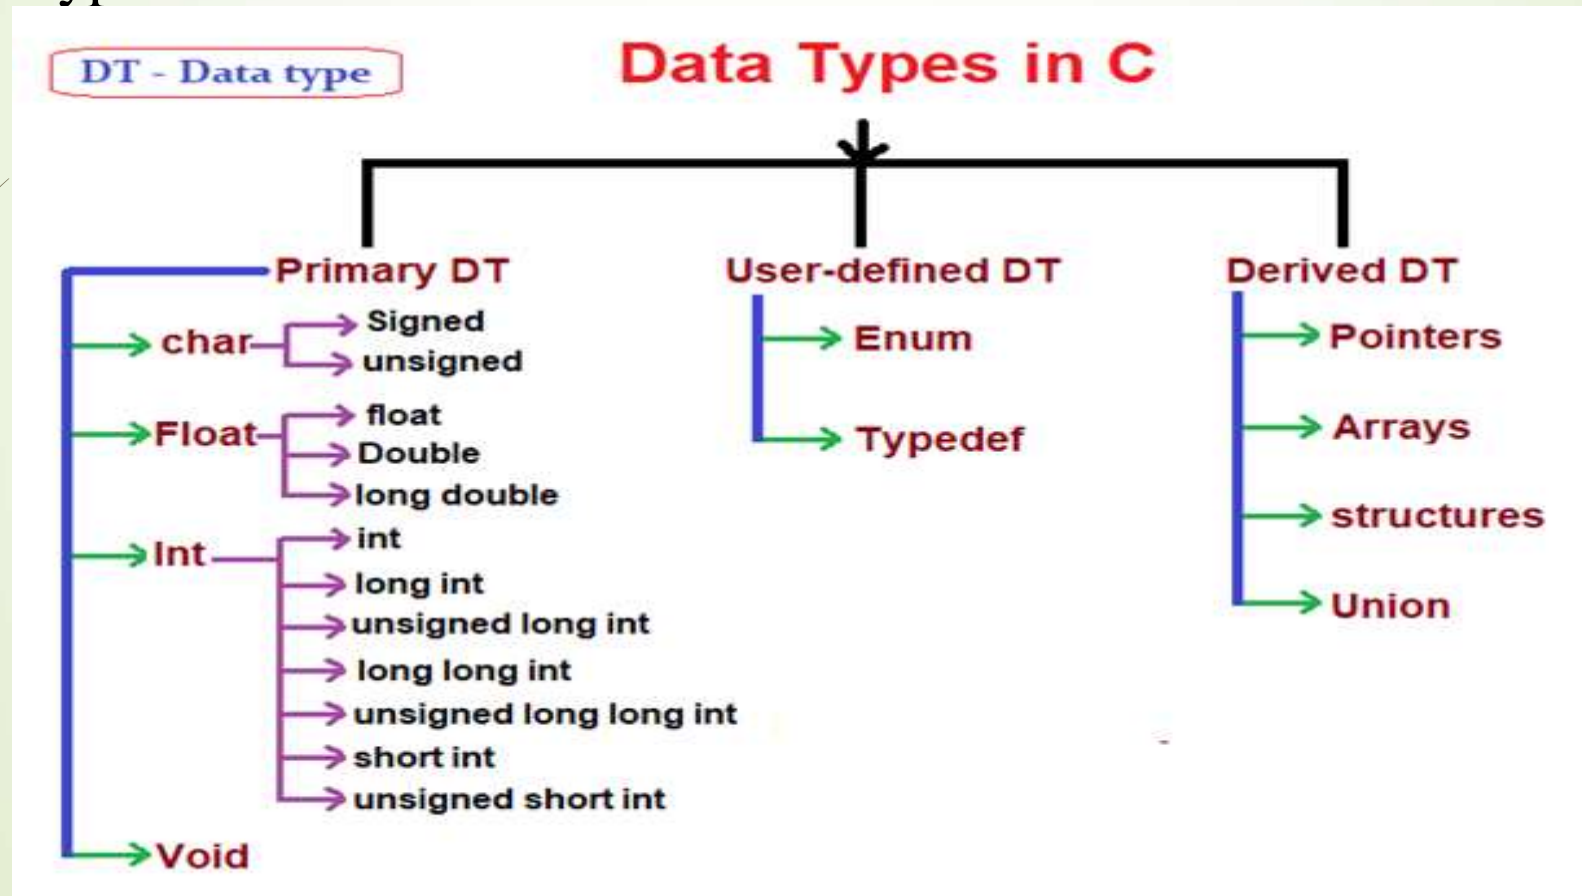 DT - Data type
Data Types in C
Primary DT
char
Signed
unsigned
Float
float
Double
long double
Int
int
long int
unsigned long int
long long int
unsigned long long int
short int
unsigned short int
Void
User-defined DT
Enum
Typedef
Derived DT
Pointers
Arrays
structures
Union